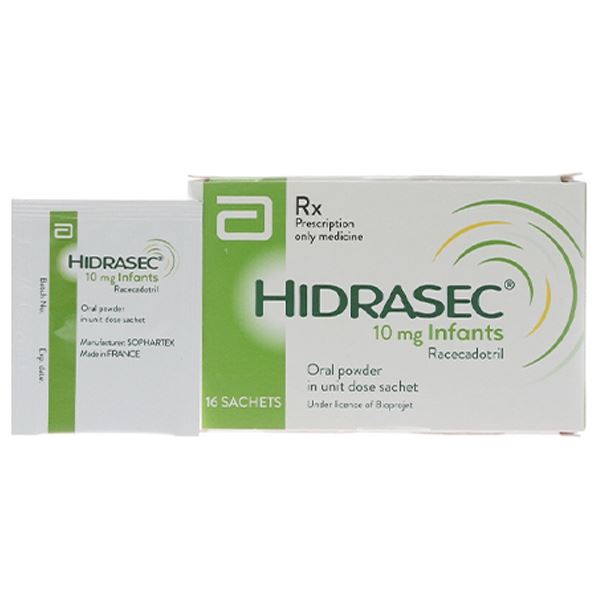 HIDRASEC®
10 mg Infants
Racecadotril
Oral powder
in unit dose sachet
Manufacturer: SOPHARTEX
Made in FRANCE
Batch No.
Exp. date:
Rx
Prescription
only medicine
HIDRASEC®
10 mg Infants
Racecadotril
Oral powder
in unit dose sachet
16 SACHETS
Under licence of Bioprojet